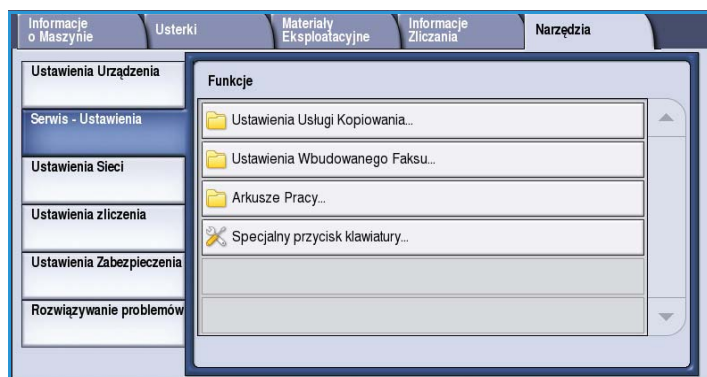 Informacje
o Maszynie
Usterki
Materiały
Eksploatacyjne
Informacje
Zliczania
Narzędzia
Ustawienia Urządzenia
Serwis - Ustawienia
Ustawienia Sieci
Ustawienia zliczenia
Ustawienia Zabezpieczenia
Rozwiązywanie problemów
Funkcje
Ustawienia Usługi Kopiowania...
Ustawienia Wbudowanego Faksu...
Arkusze Pracy...
Specjalny przycisk klawiatury...